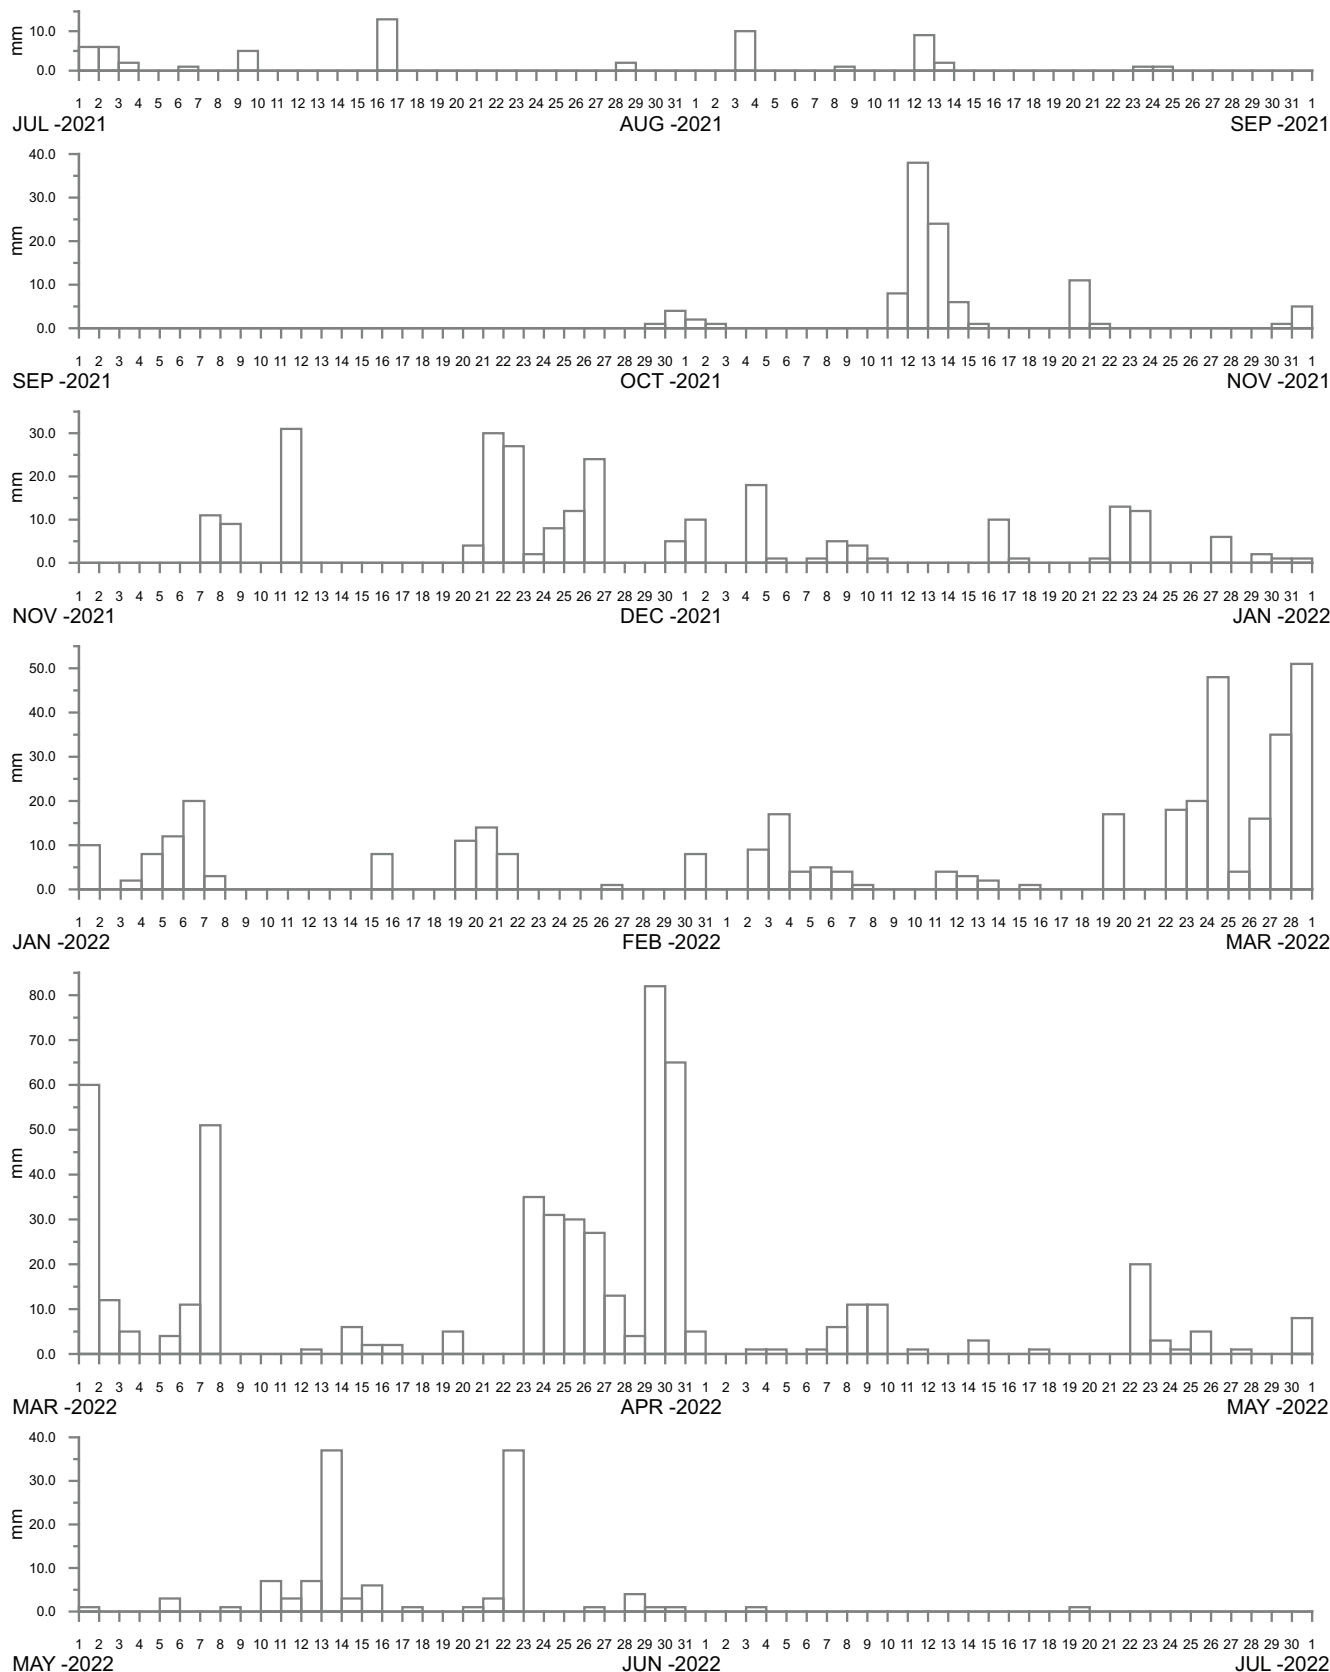 mm
10.0
0.0
1 2 3 4 5 6 7 8 9 10 11 12 13 14 15 16 17 18 19 20 21 22 23 24 25 26 27 28 29 30 31 1 2 3 4 5 6 7 8 9 10 11 12 13 14 15 16 17 18 19 20 21 22 23 24 25 26 27 28 29 30 31 1
JUL -2021 AUG -2021 SEP -2021
mm
40.0
30.0
20.0
10.0
0.0
1 2 3 4 5 6 7 8 9 10 11 12 13 14 15 16 17 18 19 20 21 22 23 24 25 26 27 28 29 30 1 2 3 4 5 6 7 8 9 10 11 12 13 14 15 16 17 18 19 20 21 22 23 24 25 26 27 28 29 30 31 1
SEP -2021 OCT -2021 NOV -2021
mm
30.0
20.0
10.0
0.0
1 2 3 4 5 6 7 8 9 10 11 12 13 14 15 16 17 18 19 20 21 22 23 24 25 26 27 28 29 30 1 2 3 4 5 6 7 8 9 10 11 12 13 14 15 16 17 18 19 20 21 22 23 24 25 26 27 28 29 30 31 1
NOV -2021 DEC -2021 JAN -2022
mm
50.0
40.0
30.0
20.0
10.0
0.0
1 2 3 4 5 6 7 8 9 10 11 12 13 14 15 16 17 18 19 20 21 22 23 24 25 26 27 28 29 30 31 1 2 3 4 5 6 7 8 9 10 11 12 13 14 15 16 17 18 19 20 21 22 23 24 25 26 27 28 1
JAN -2022 FEB -2022 MAR -2022
mm
80.0
70.0
60.0
50.0
40.0
30.0
20.0
10.0
0.0
1 2 3 4 5 6 7 8 9 10 11 12 13 14 15 16 17 18 19 20 21 22 23 24 25 26 27 28 29 30 31 1 2 3 4 5 6 7 8 9 10 11 12 13 14 15 16 17 18 19 20 21 22 23 24 25 26 27 28 29 30 1
MAR -2022 APR -2022 MAY -2022
mm
40.0
30.0
20.0
10.0
0.0
1 2 3 4 5 6 7 8 9 10 11 12 13 14 15 16 17 18 19 20 21 22 23 24 25 26 27 28 29 30 31 1 2 3 4 5 6 7 8 9 10 11 12 13 14 15 16 17 18 19 20 21 22 23 24 25 26 27 28 29 30 1
MAY -2022 JUN -2022 JUL -2022